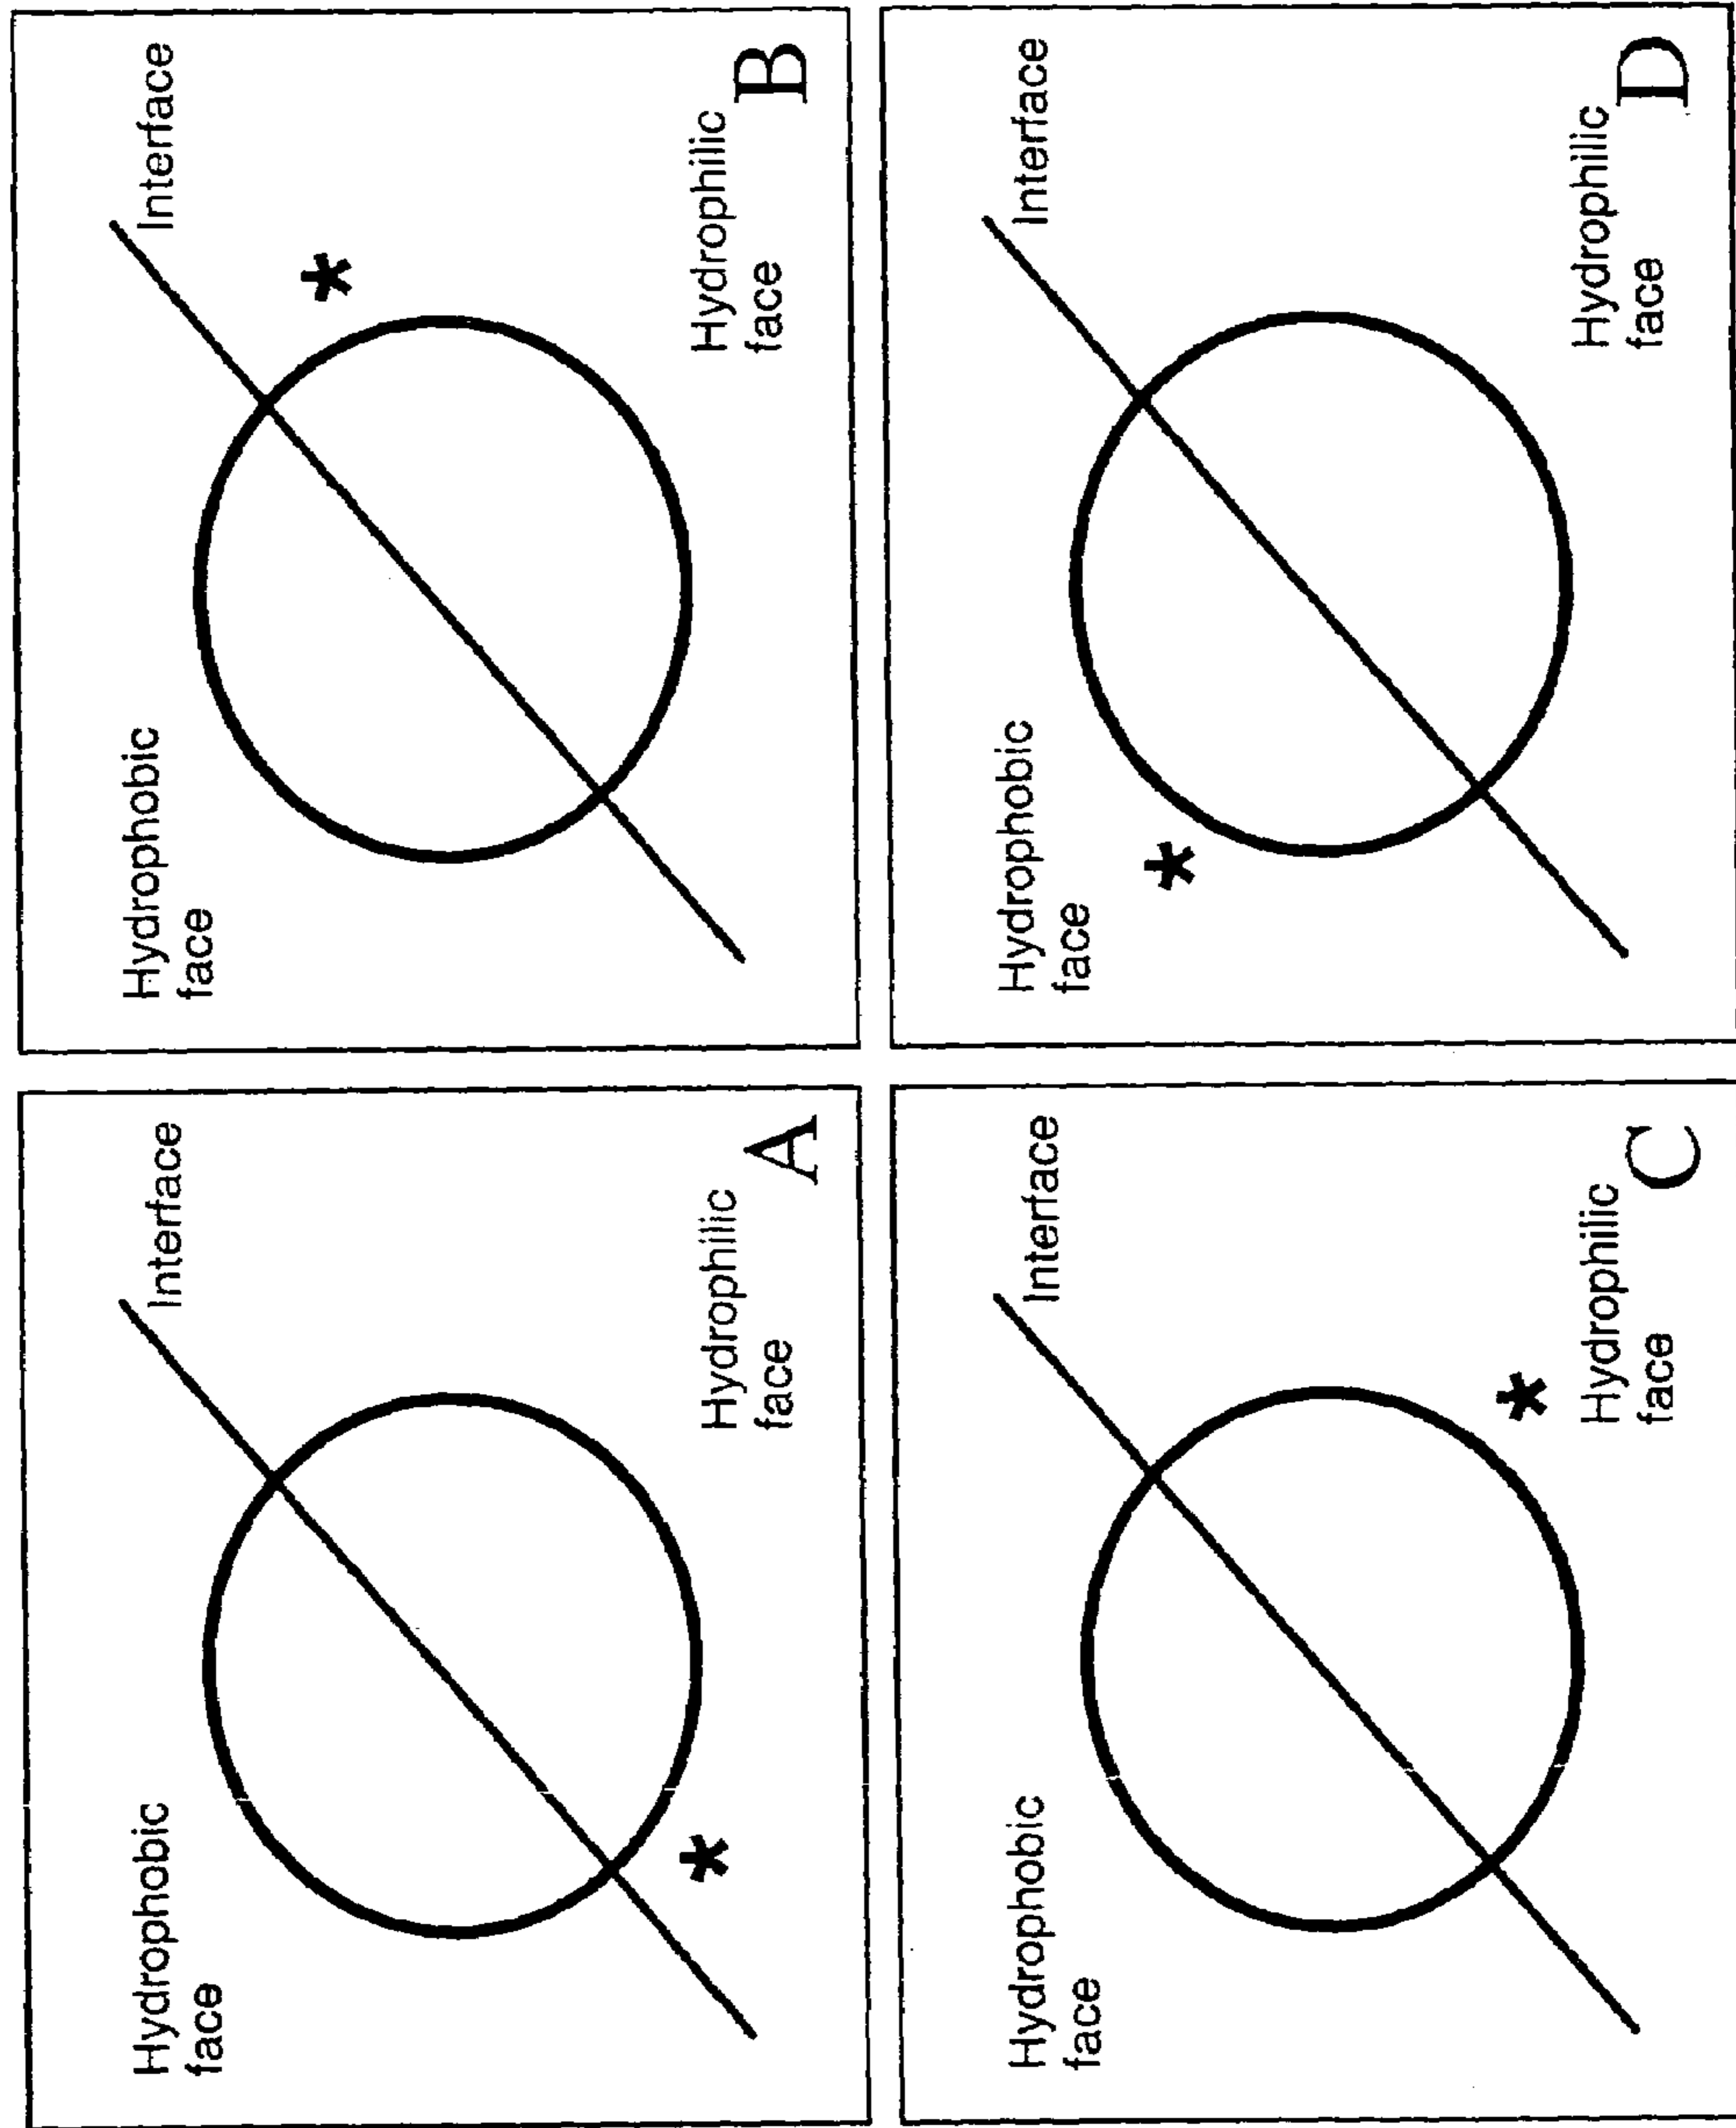 Hydrophobic
face
Interface
*
Hydrophilic
face
A
Hydrophobic
face
Interface
*
Hydrophilic
face
B
Hydrophobic
face
Interface
*
Hydrophilic
face
C
Hydrophobic
face
Interface
*
Hydrophilic
face
D